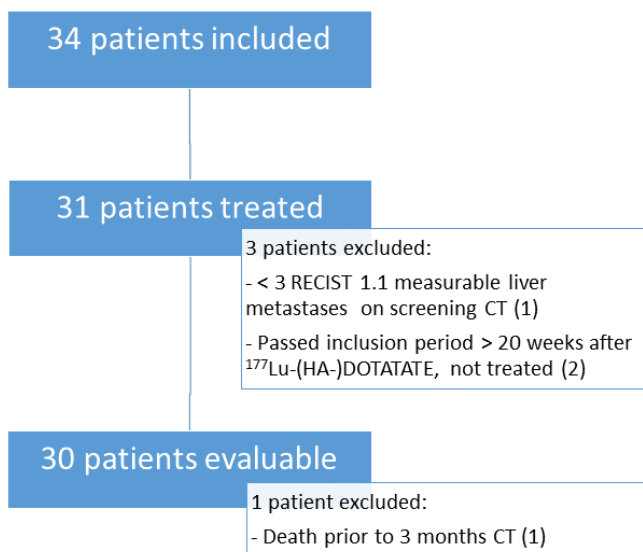 34 patients included
31 patients treated
3 patients excluded:
- < 3 RECIST 1.1 measurable liver
metastases on screening CT (1)
- Passed inclusion period > 20 weeks after
¹⁷⁷Lu-(HA-)DOTATATE, not treated (2)
30 patients evaluable
1 patient excluded:
- Death prior to 3 months CT (1)